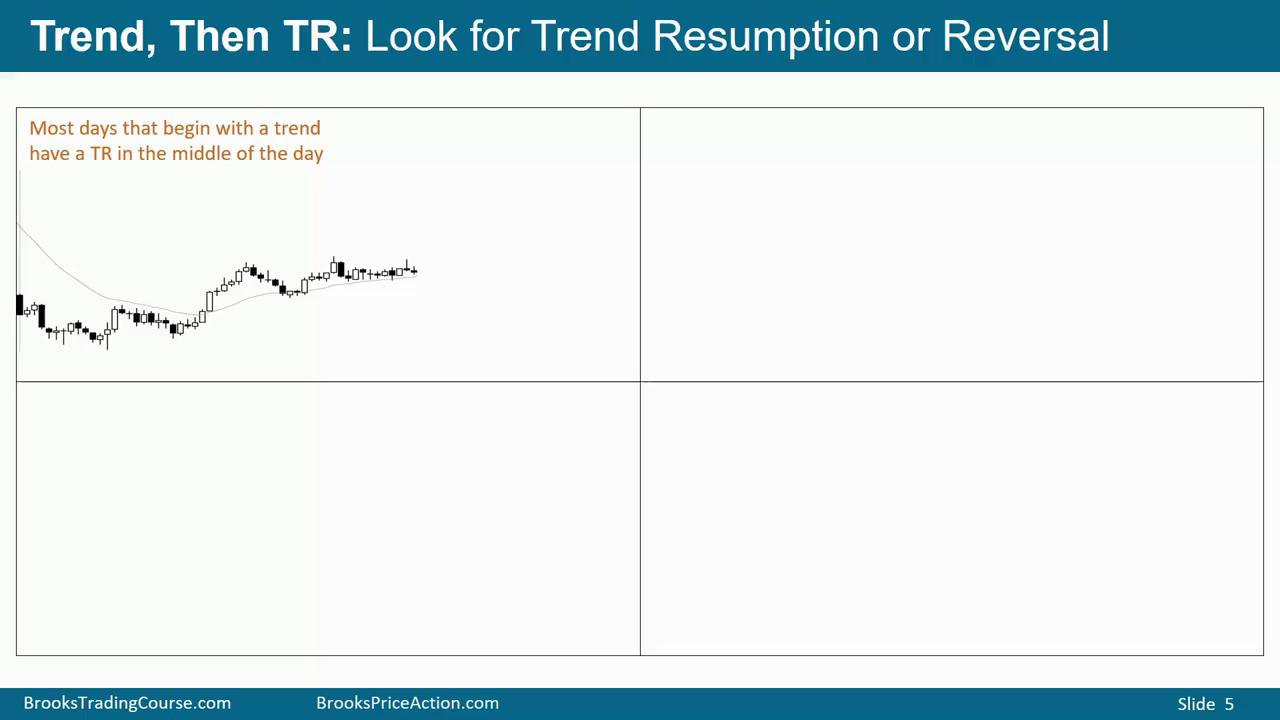 Trend, Then TR: Look for Trend Resumption or Reversal
Most days that begin with a trend
have a TR in the middle of the day
BrooksTradingCourse.com
BrooksPriceAction.com
Slide 5